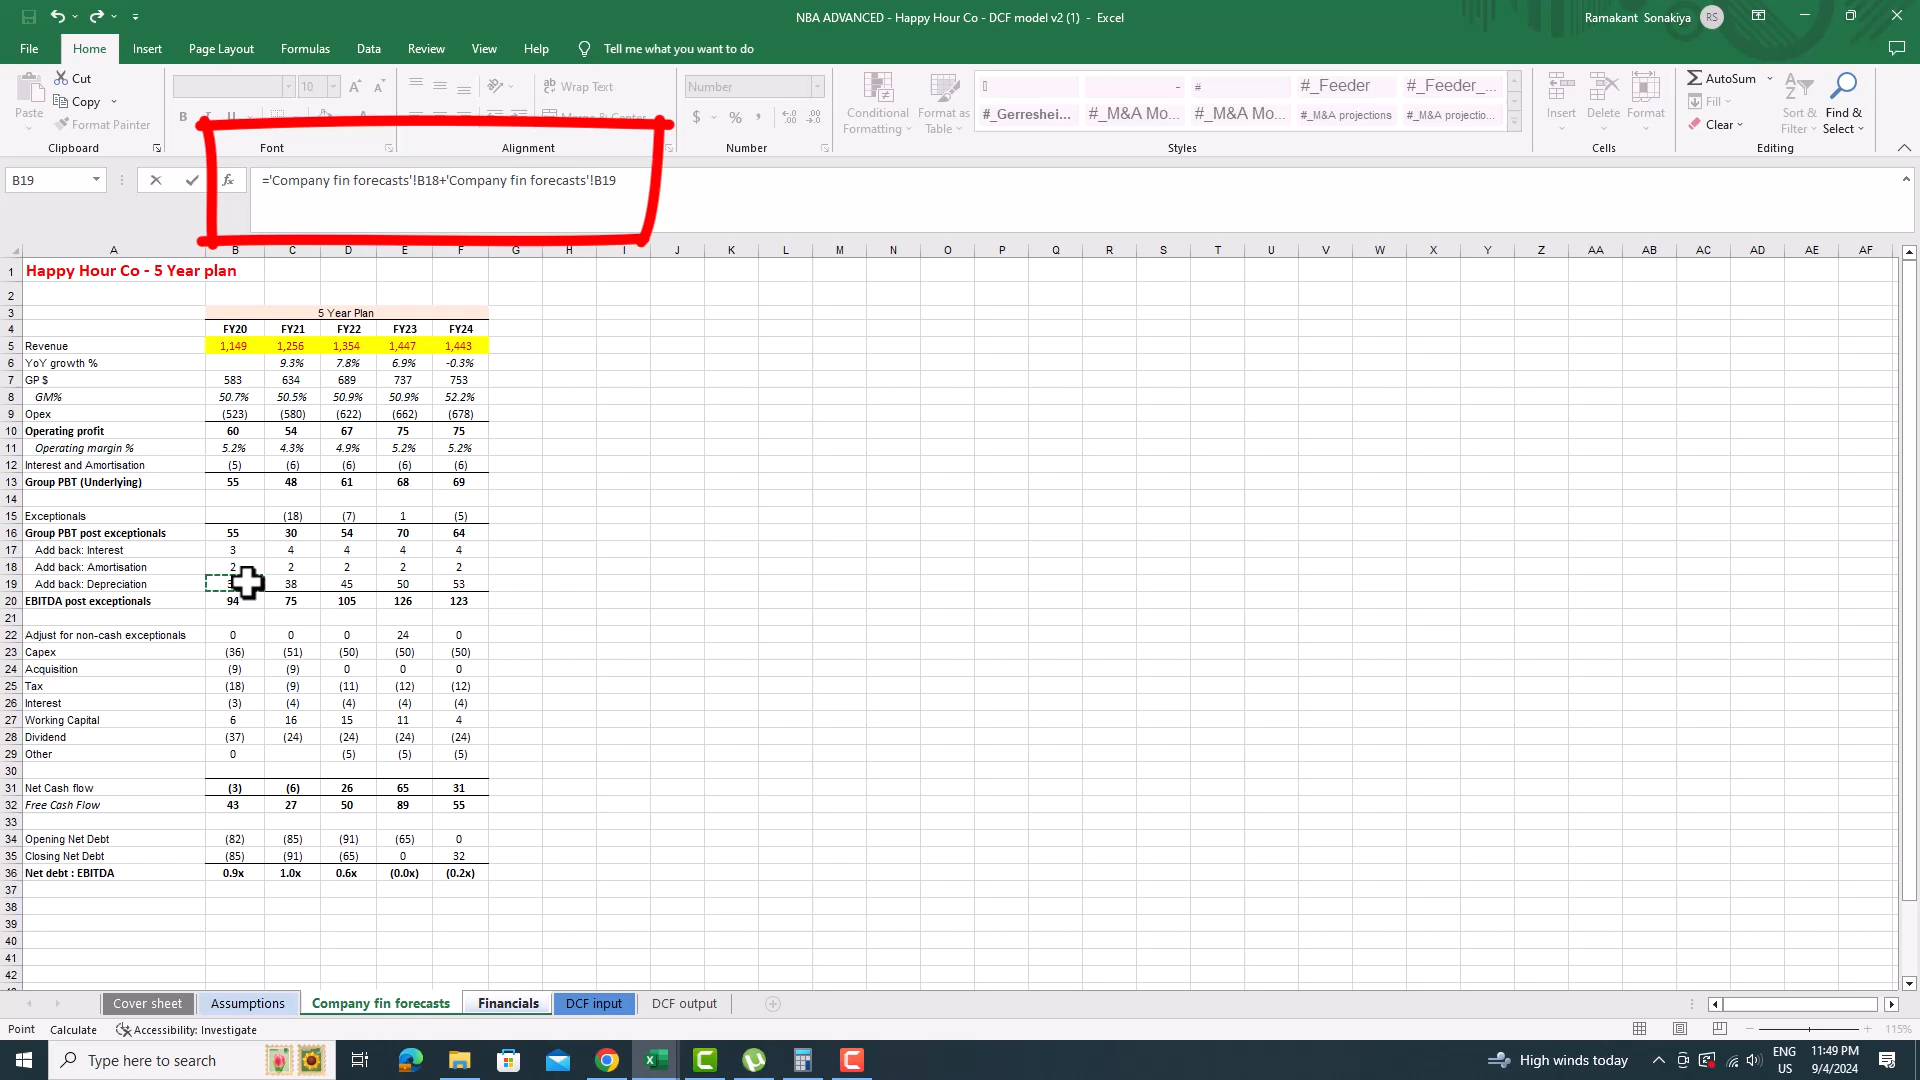 NBA ADVANCED - Happy Hour Co - DCF model v2 (1) - Excel
Ramakant Sonakiya RS
File Home Insert Page Layout Formulas Data Review View Help Tell me what you want to do
Cut
Copy
Format Painter
Paste
Clipboard
10
Font
Wrap Text
Alignment
Number
$ %
Number
Conditional Formatting
Format as Table
- # #_Feeder #_Feeder_...
#_Gerreshei... #_M&A Mo... #_M&A Mo... #_M&A projections #_M&A projectio...
Styles
Insert Delete Format
Cells
AutoSum
Fill
Clear
Sort & Filter
Find & Select
Editing
B19 fx ='Company fin forecasts'!B18+'Company fin forecasts'!B19
A B C D E F G H I J K L M N O P Q R S T U V W X Y Z AA AB AC AD AE AF
1 Happy Hour Co - 5 Year plan
2
3 5 Year Plan
4 FY20 FY21 FY22 FY23 FY24
5 Revenue 1,149 1,256 1,354 1,447 1,443
6 YoY growth % 9.3% 7.8% 6.9% -0.3%
7 GP $ 583 634 689 737 753
8 GM% 50.7% 50.5% 50.9% 50.9% 52.2%
9 Opex (523) (580) (622) (662) (678)
10 Operating profit 60 54 67 75 75
11 Operating margin % 5.2% 4.3% 4.9% 5.2% 5.2%
12 Interest and Amortisation (5) (6) (6) (6) (6)
13 Group PBT (Underlying) 55 48 61 68 69
14
15 Exceptionals (18) (7) 1 (5)
16 Group PBT post exceptionals 55 30 54 70 64
17 Add back: Interest 3 4 4 4 4
18 Add back: Amortisation 2 2 2 2 2
19 Add back: Depreciation 38 45 50 53
20 EBITDA post exceptionals 94 75 105 126 123
21
22 Adjust for non-cash exceptionals 0 0 0 24 0
23 Capex (36) (51) (50) (50) (50)
24 Acquisition (9) (9) 0 0 0
25 Tax (18) (9) (11) (12) (12)
26 Interest (3) (4) (4) (4) (4)
27 Working Capital 6 16 15 11 4
28 Dividend (37) (24) (24) (24) (24)
29 Other 0 (5) (5) (5)
30
31 Net Cash flow (3) (6) 26 65 31
32 Free Cash Flow 43 27 50 89 55
33
34 Opening Net Debt (82) (85) (91) (65) 0
35 Closing Net Debt (85) (91) (65) 0 32
36 Net debt : EBITDA 0.9x 1.0x 0.6x (0.0x) (0.2x)
37
38
39
40
41
42
Cover sheet Assumptions Company fin forecasts Financials DCF input DCF output
Point Calculate Accessibility: Investigate 115%
Type here to search
High winds today
ENG
US
11:49 PM
9/4/2024